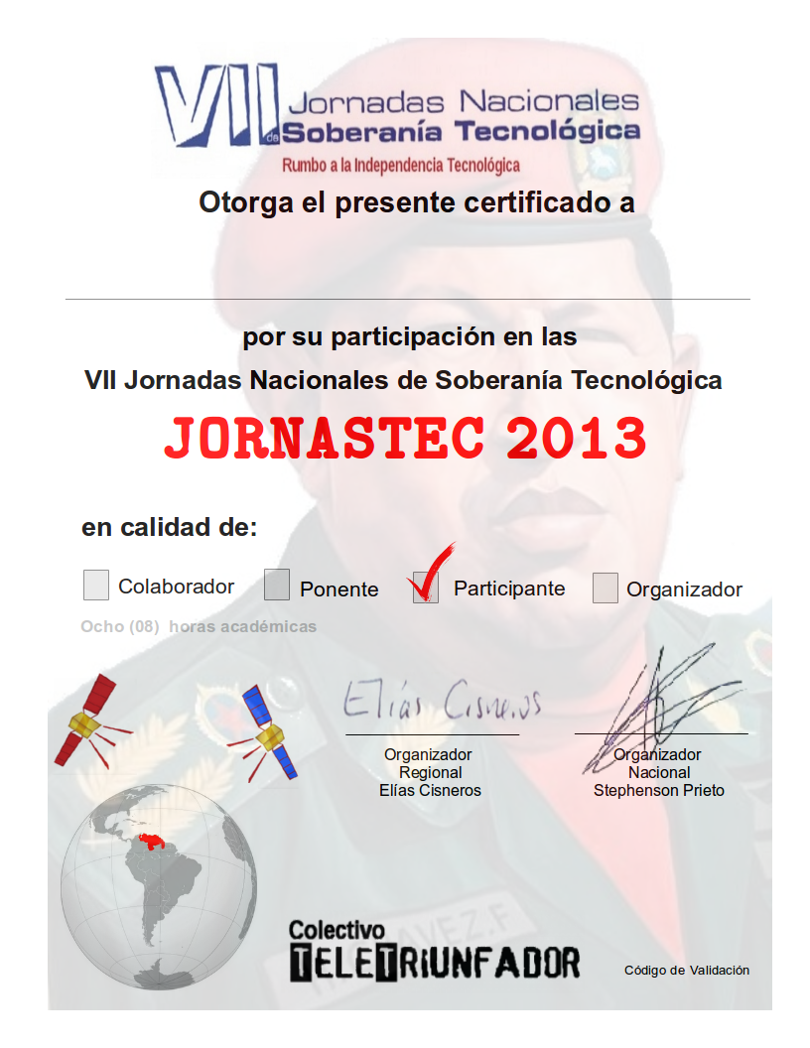 VII Jornadas Nacionales
de Soberanía Tecnológica
Rumbo a la Independencia Tecnológica
Otorga el presente certificado a
por su participación en las
VII Jornadas Nacionales de Soberanía Tecnológica
JORNASTEC 2013
en calidad de:
Colaborador Ponente Participante Organizador
Ocho (08) horas académicas
Elías Cisneros
Organizador
Regional
Elías Cisneros
Organizador
Nacional
Stephenson Prieto
CHAVEZ.F
Colectivo
TELETRIUNFADOR
Código de Validación